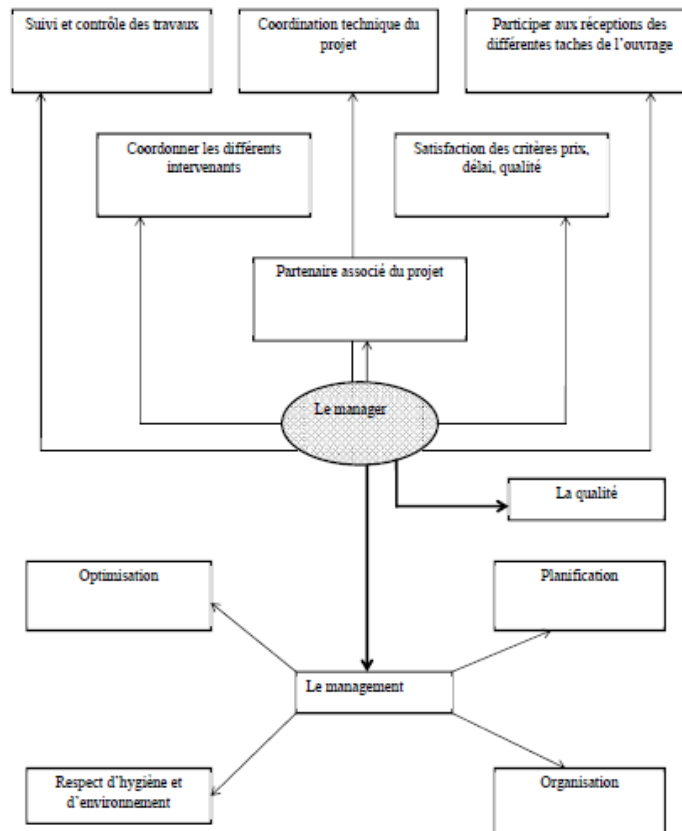 Suivi et contrôle des travaux
Coordination technique du
projet
Participer aux réceptions des
différentes taches de l’ouvrage
Coordonner les différents
intervenants
Satisfaction des critères prix,
délai, qualité
Partenaire associé du projet
Le manager
La qualité
Optimisation
Planification
Le management
Respect d’hygiène et
d’environnement
Organisation